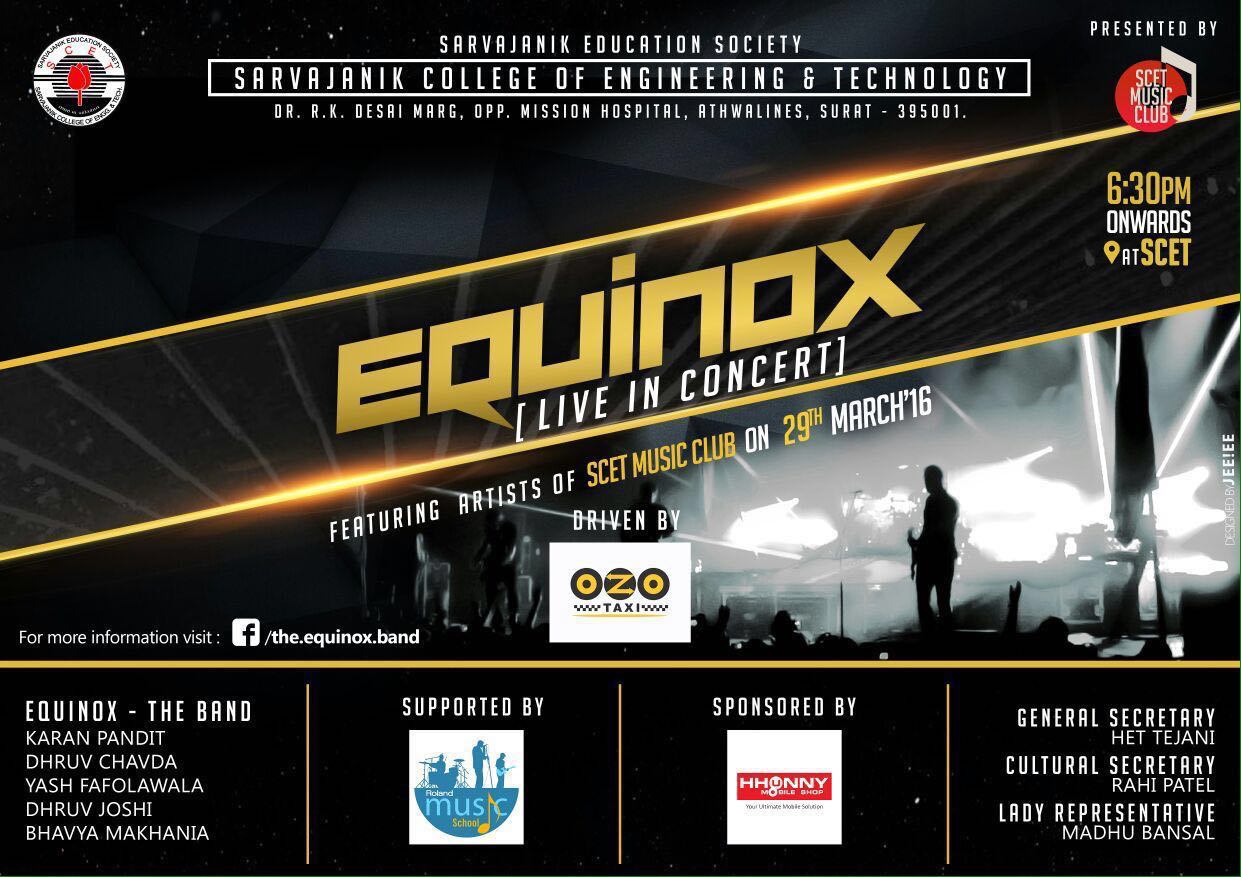 SARVAJANIK EDUCATION SOCIETY
SARVAJANIK COLLEGE OF ENGINEERING & TECHNOLOGY
DR. R.K. DESAI MARG, OPP. MISSION HOSPITAL, ATHWALINES, SURAT - 395001.
SARVAJANIK EDUCATION SOCIETY
SCET
SARVAJANIK COLLEGE OF ENGG. & TECH.
PRESENTED BY
SCET
MUSIC
CLUB
6:30PM
ONWARDS
AT SCET
EQUINOX
[LIVE IN CONCERT]
FEATURING ARTISTS OF SCET MUSIC CLUB ON 29TH MARCH'16
DESIGNED BY JEE!EE
DRIVEN BY
OZO
TAXI
For more information visit : f /the.equinox.band
EQUINOX - THE BAND
KARAN PANDIT
DHRUV CHAVDA
YASH FAFOLAWALA
DHRUV JOSHI
BHAVYA MAKHANIA
SUPPORTED BY
Roland
music
School
SPONSORED BY
HHONNY
MOBILE SHOP
Your Ultimate Mobile Solution
GENERAL SECRETARY
HET TEJANI
CULTURAL SECRETARY
RAHI PATEL
LADY REPRESENTATIVE
MADHU BANSAL